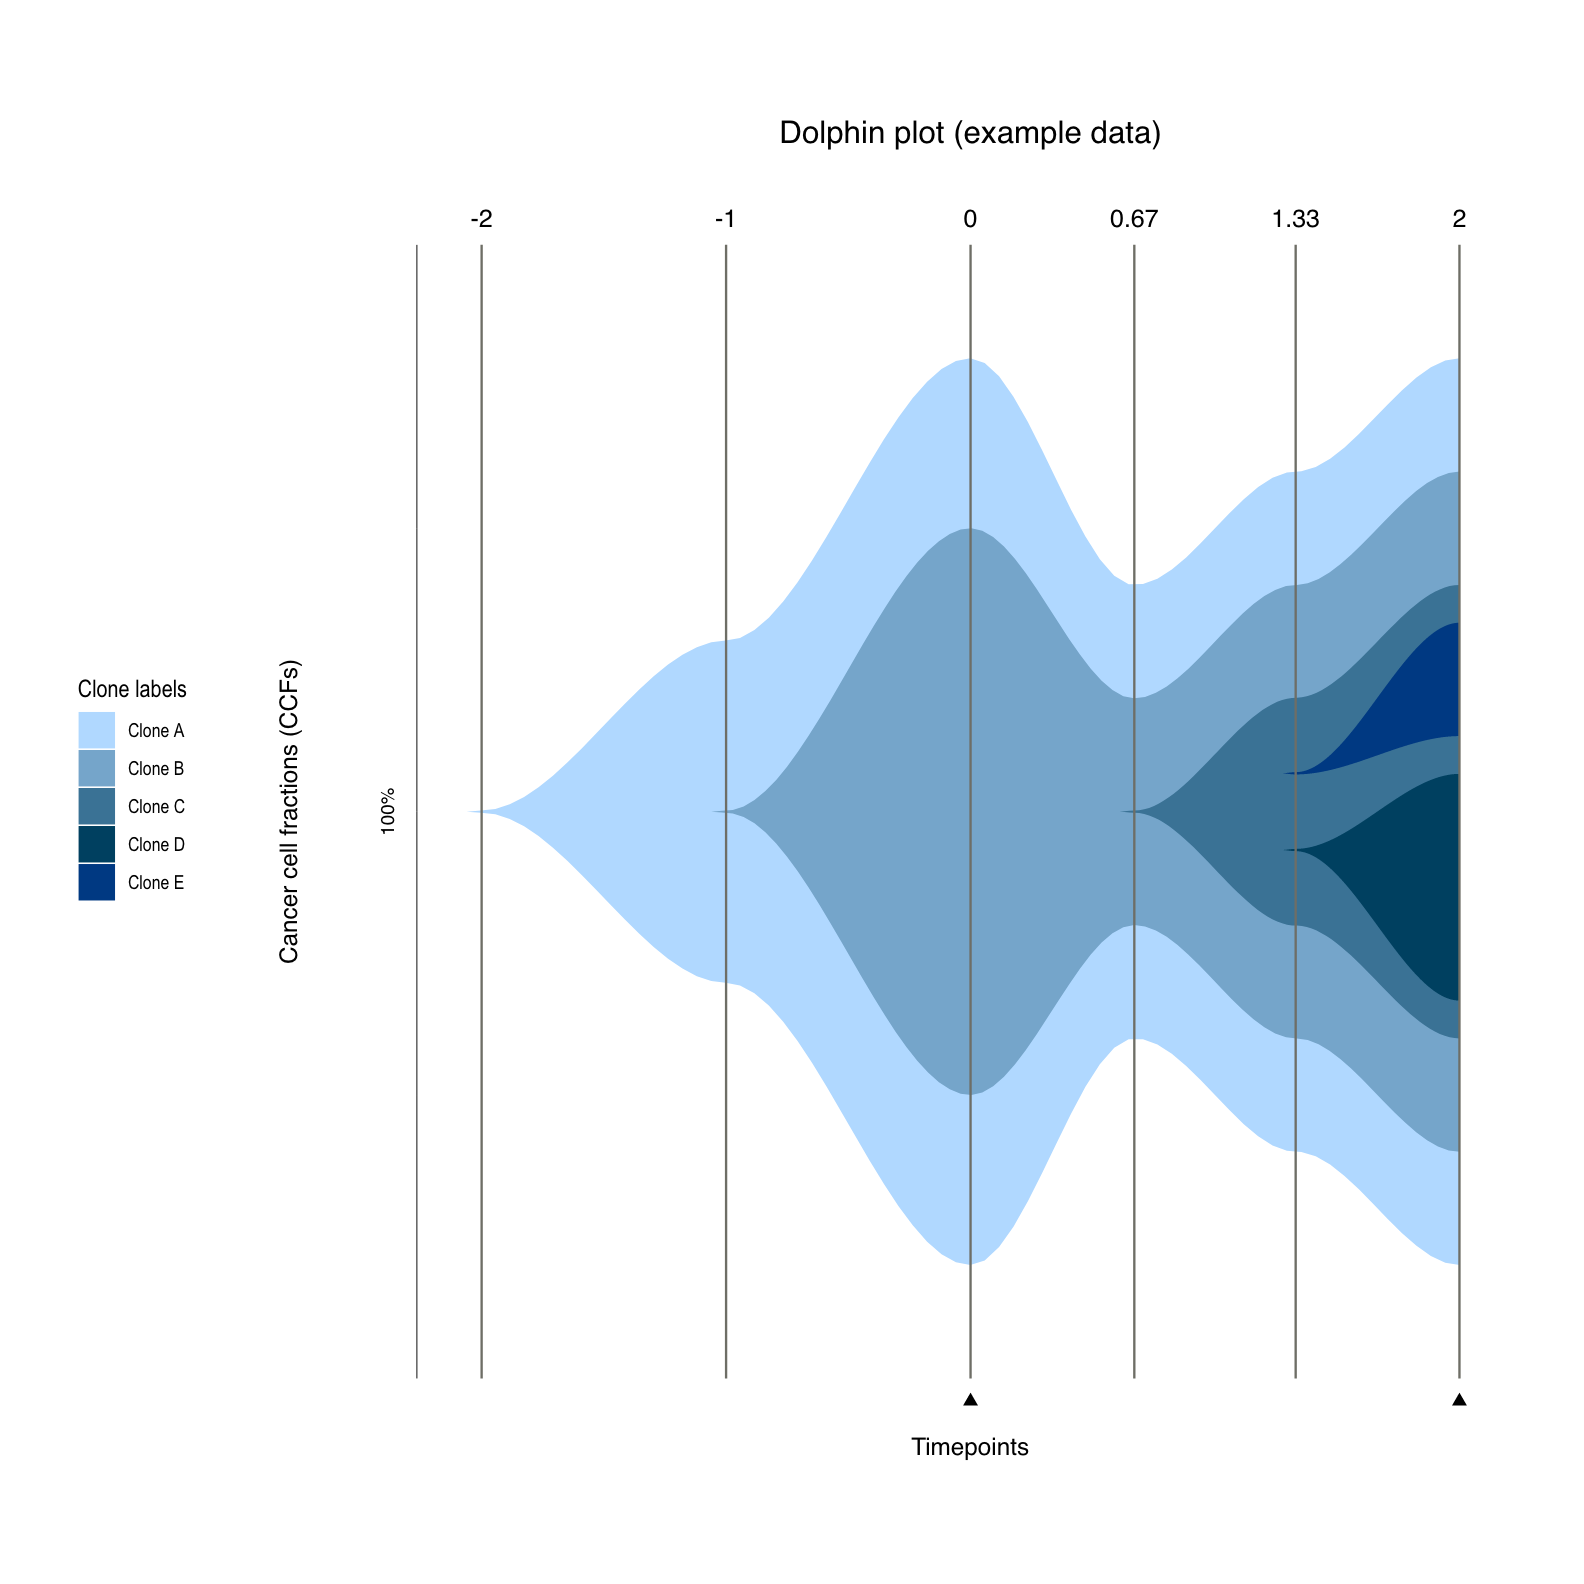 Dolphin plot (example data)
-2 -1 0 0.67 1.33 2
Clone labels
Clone A
Clone B
Clone C
Clone D
Clone E
Cancer cell fractions (CCFs)
100%
Timepoints